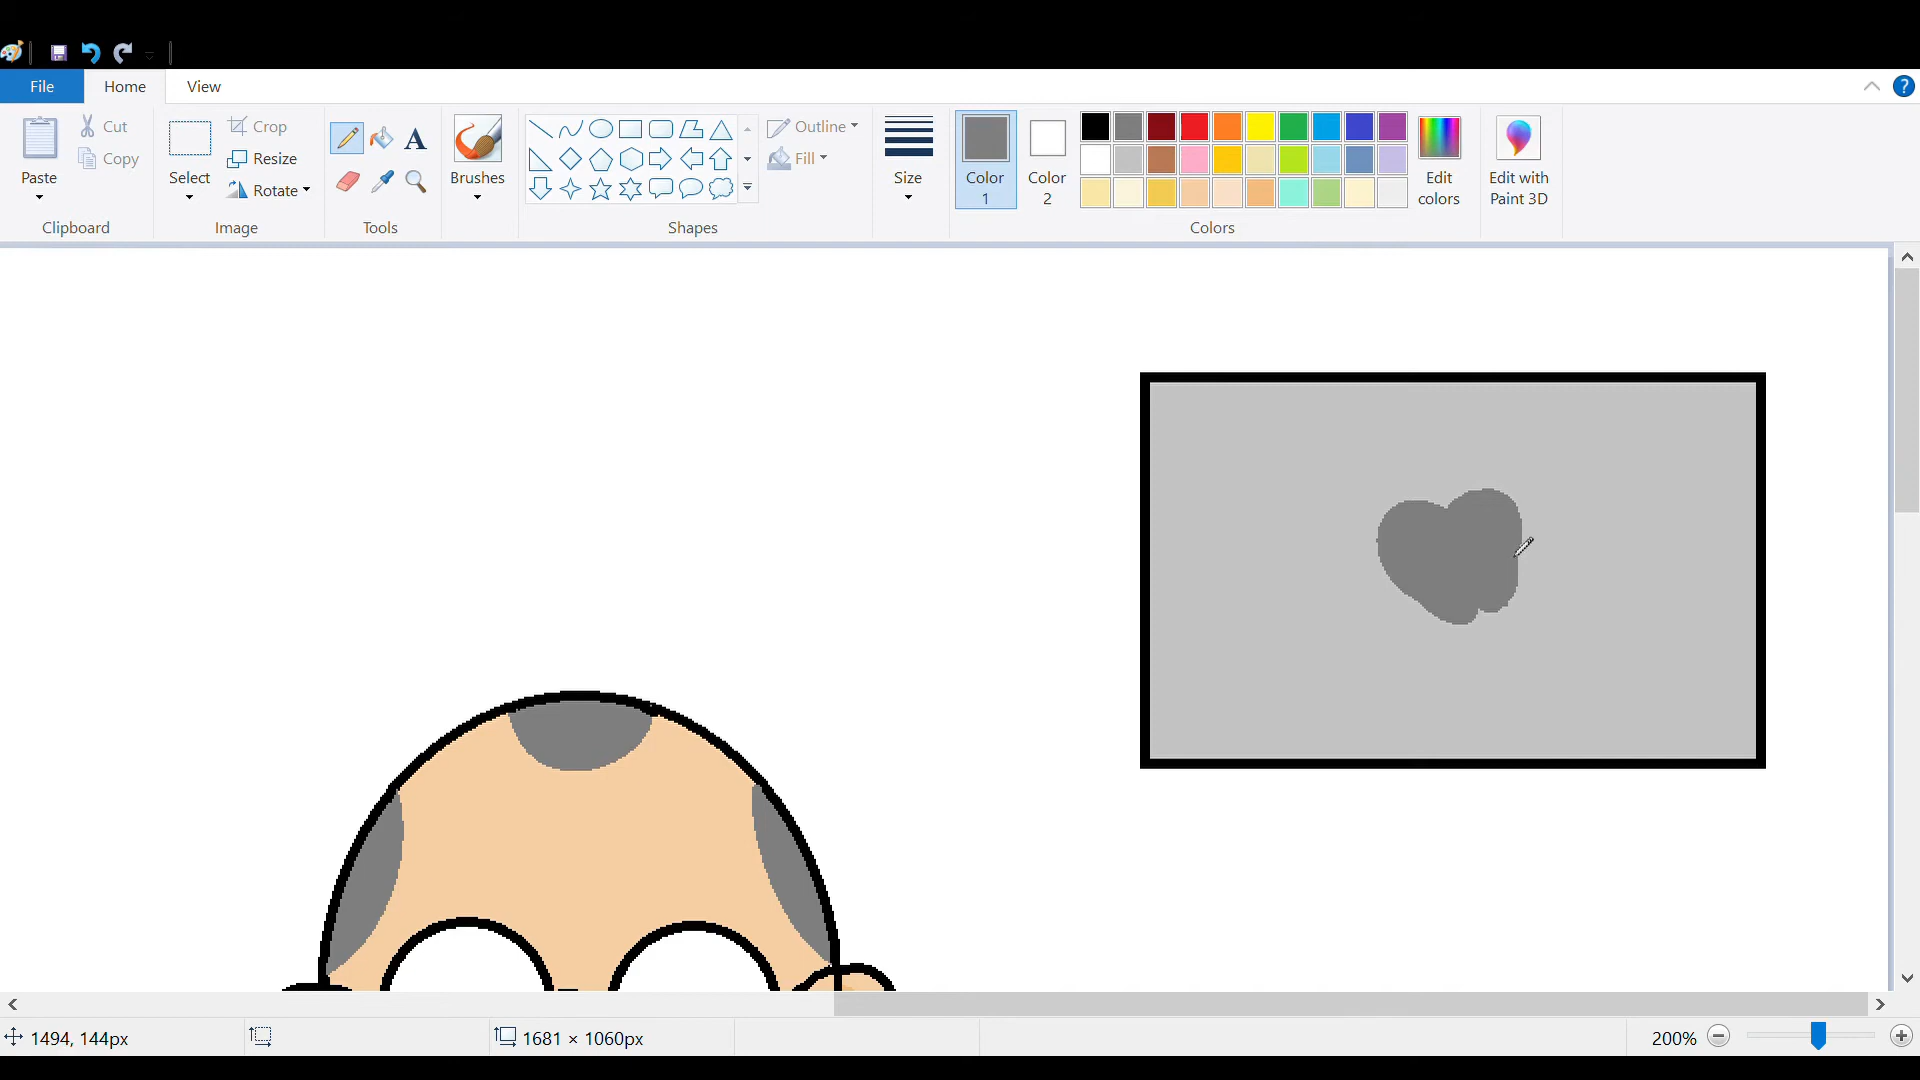 File Home View
?
Paste
Cut
Copy
Clipboard
Select
Crop
Resize
Rotate
Image
A
Tools
Brushes
Outline
Fill
Shapes
Size
Color
1
Color
2
Edit
colors
Colors
Edit with
Paint 3D
1494, 144px
1681 × 1060px
200%